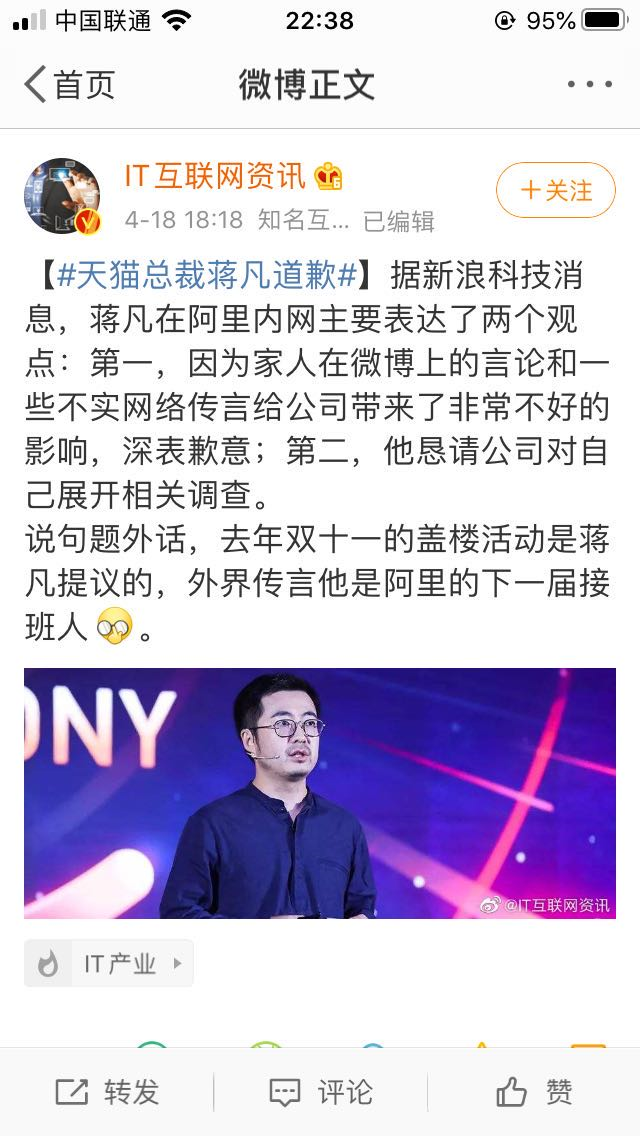 中国联通 22:38 95%
首页 微博正文
IT互联网资讯
+关注
4-18 18:18 知名互... 已编辑
【#天猫总裁蒋凡道歉#】据新浪科技消
息，蒋凡在阿里内网主要表达了两个观
点：第一，因为家人在微博上的言论和一
些不实网络传言给公司带来了非常不好的
影响，深表歉意；第二，他恳请公司对自
己展开相关调查。
说句题外话，去年双十一的盖楼活动是蒋
凡提议的，外界传言他是阿里的下一届接
班人 。
ONY
@IT互联网资讯
IT产业
转发 评论 赞